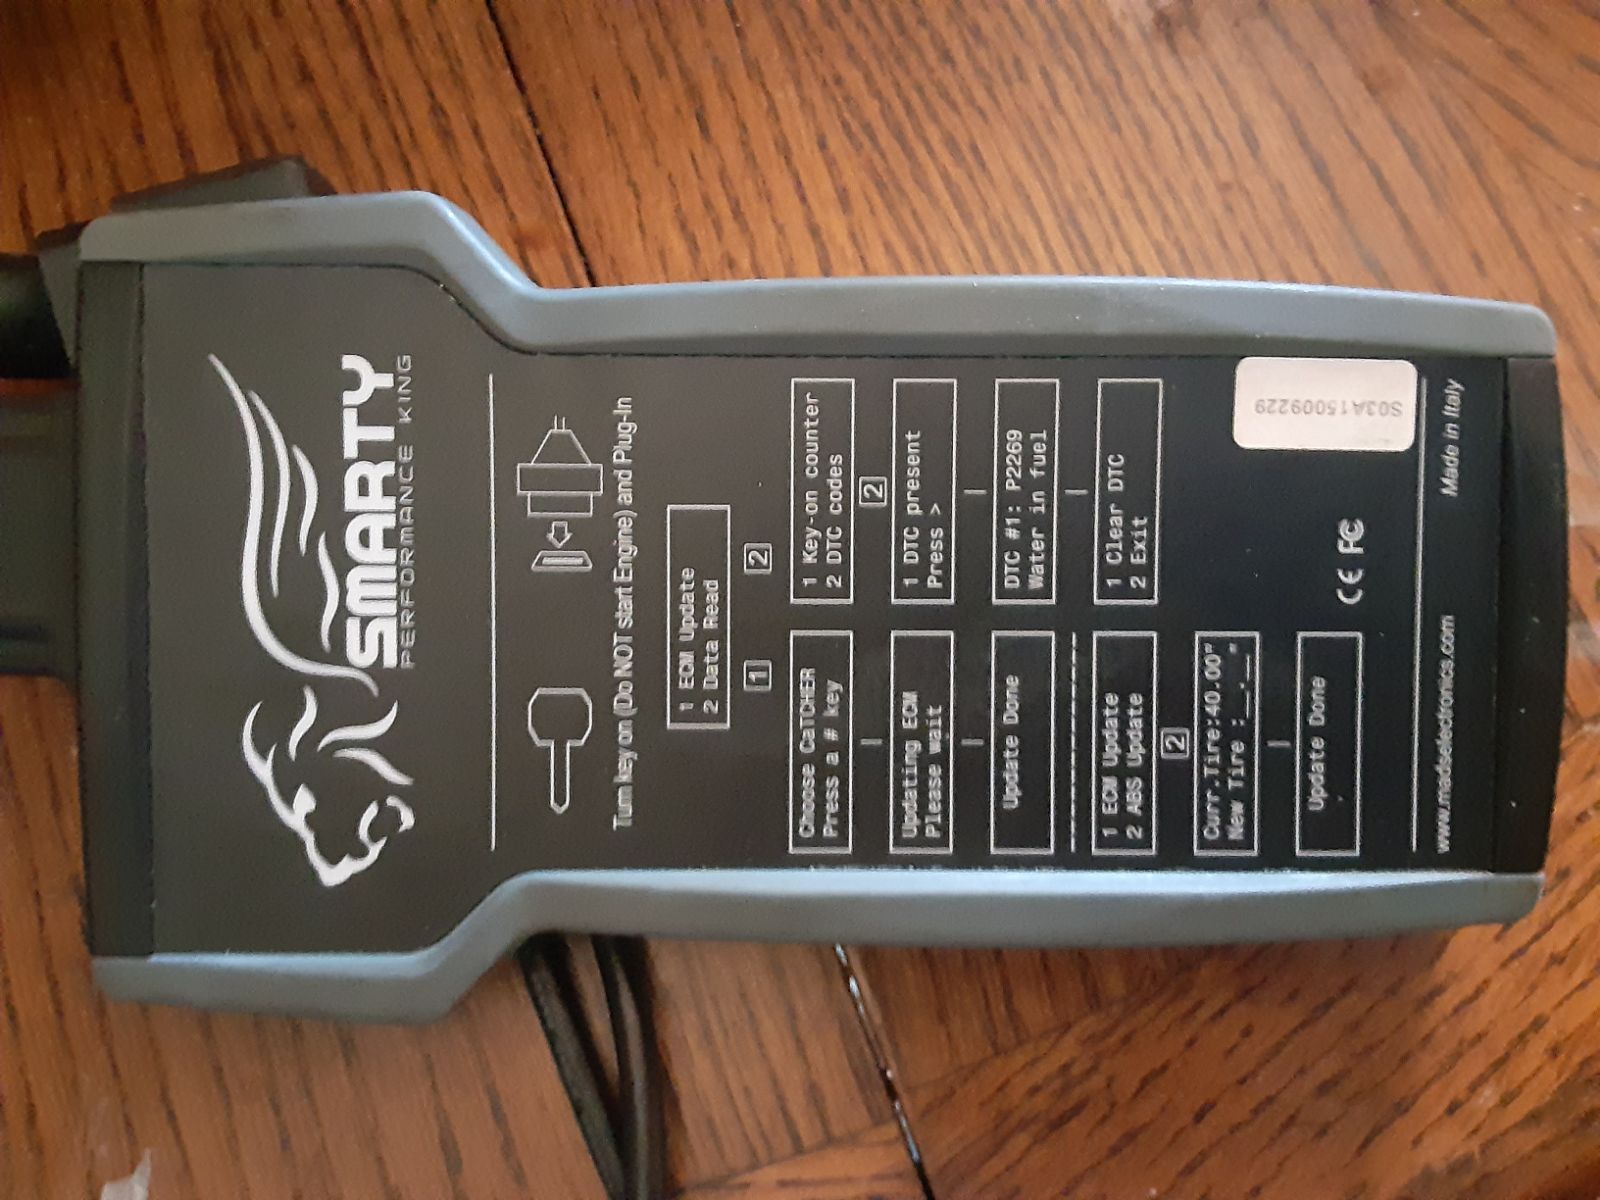 SMARTY
PERFORMANCE KING
Turn key on (Do NOT start Engine) and Plug-In
1 ECM Update
2 Data Read
1
2
Choose CaTCHER
Press a # key
Updating ECM
Please wait
Update Done
1 ECM Update
2 ABS Update
2
Curr.Tire:40.00"
New Tire :__.__"
Update Done
1 Key-on counter
2 DTC codes
2
1 DTC present
Press >
DTC #1: P2269
Water in fuel
1 Clear DTC
2 Exit
CE FC
S03A15009229
www.madselectronics.com
Made in Italy